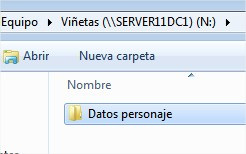 Equipo ▸ Viñetas (\\SERVER11DC1) (N:) ▸
Abrir Nueva carpeta
Nombre
Datos personaje